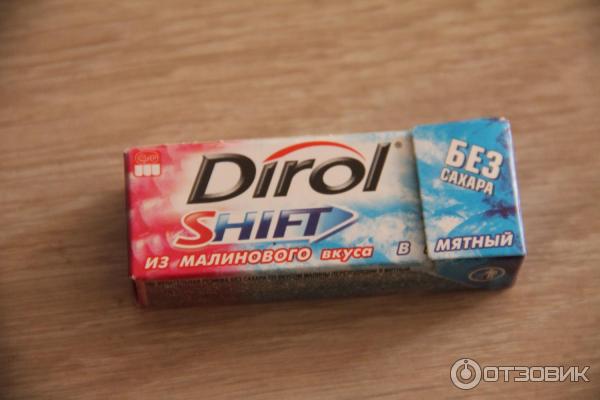 Dirol®
SHIFT
ИЗ МАЛИНОВОГО вкуса В МЯТНЫЙ
БЕЗ
САХАРА
ОТЗОВИК